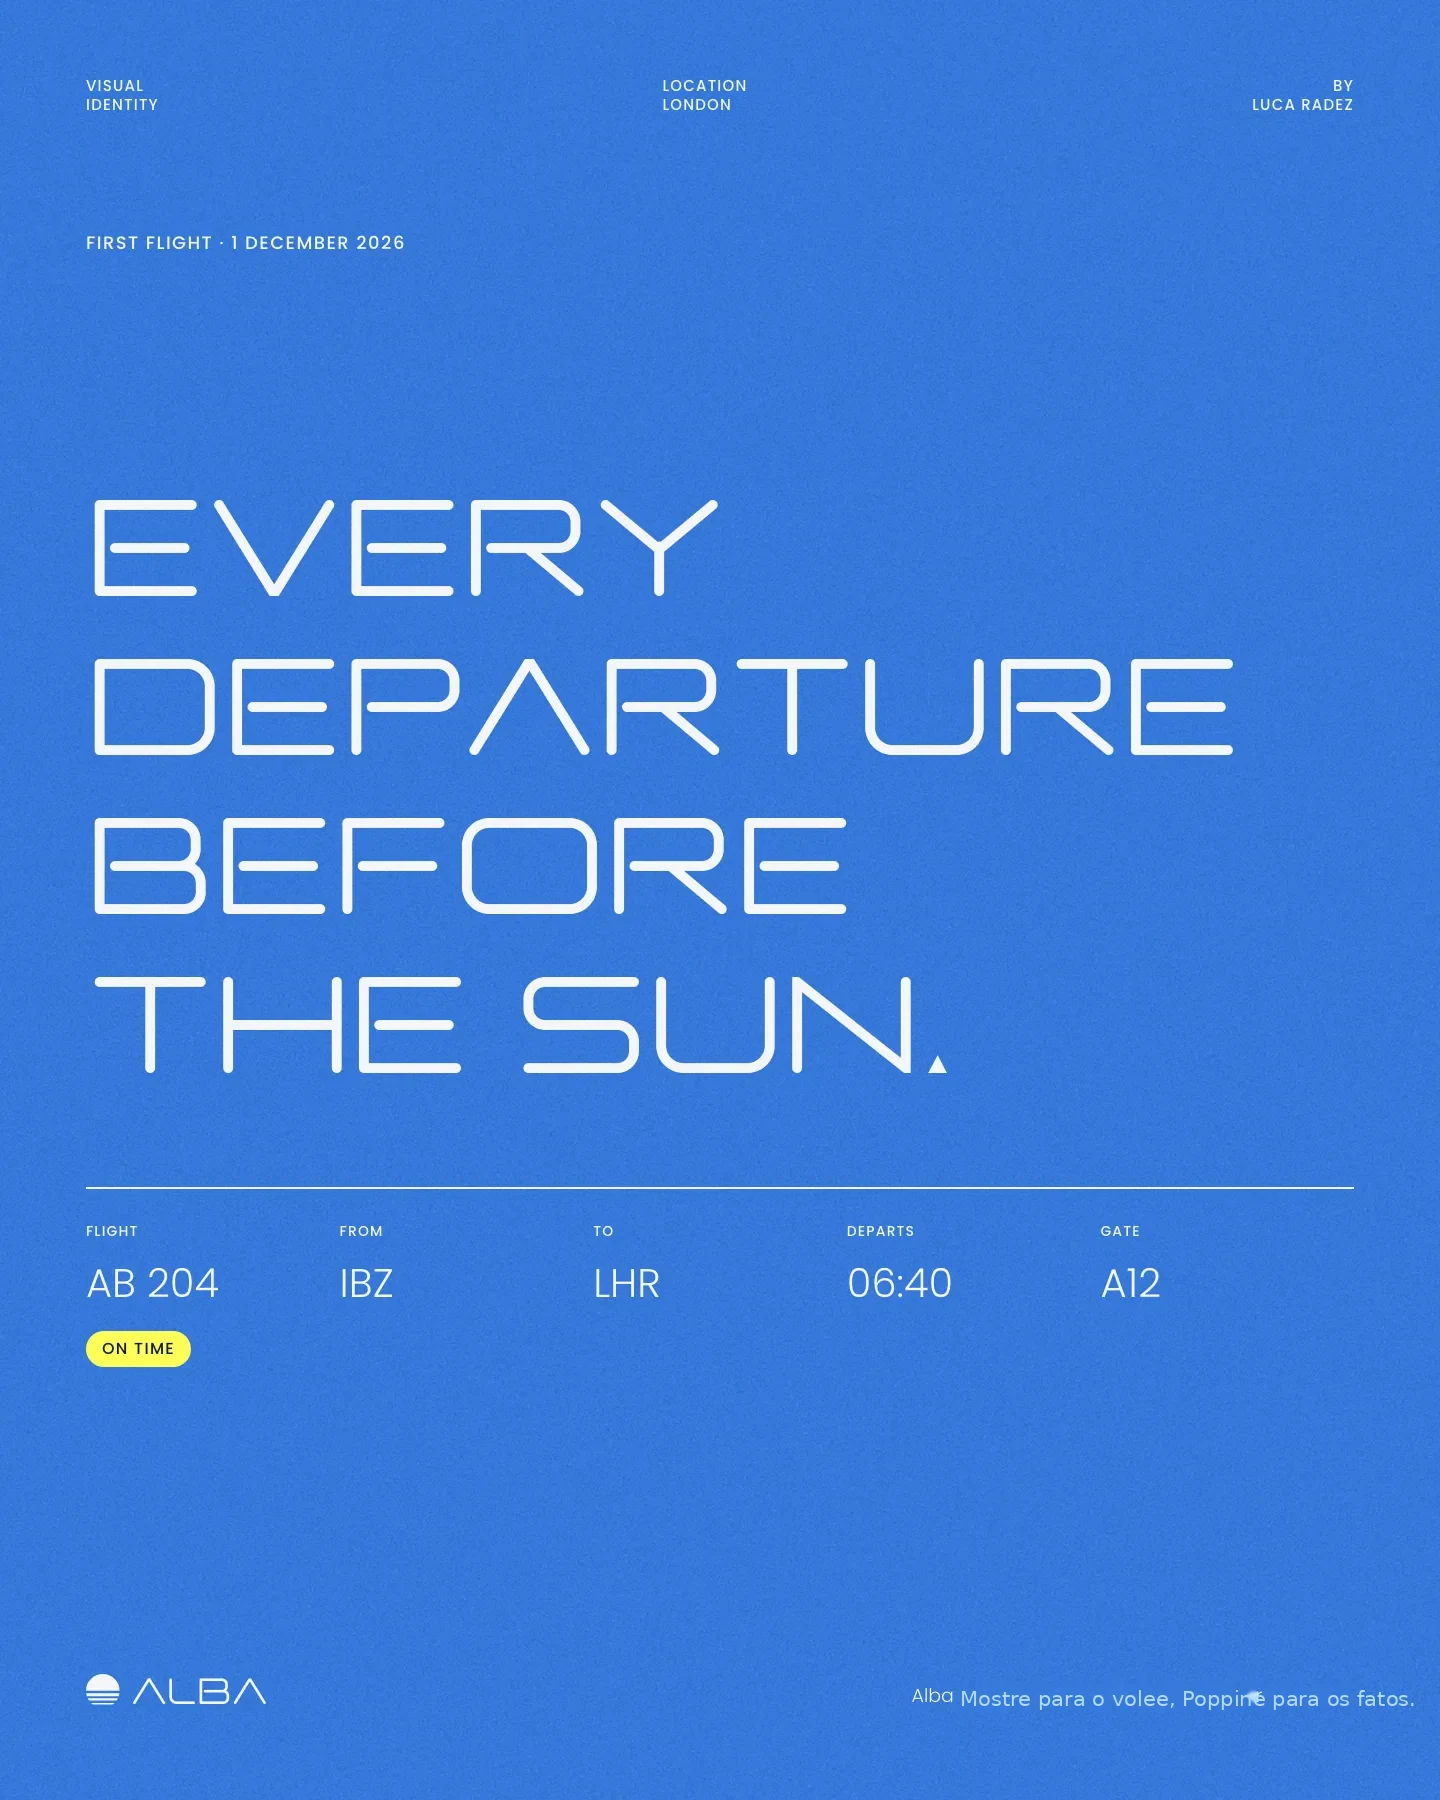 VISUAL
IDENTITY
LOCATION
LONDON
BY
LUCA RADEZ
FIRST FLIGHT · 1 DECEMBER 2026
EVERY
DEPARTURE
BEFORE
THE SUN.
FLIGHT
FROM
TO
DEPARTS
GATE
AB 204
IBZ
LHR
06:40
A12
ON TIME
ALBA
Alba Mostre para o volee, Poppine para os fatos.